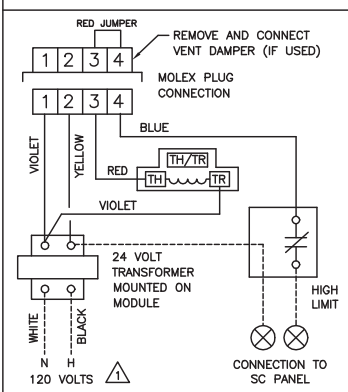 RED JUMPER
REMOVE AND CONNECT
VENT DAMPER (IF USED)
1 2 3 4
MOLEX PLUG
CONNECTION
1 2 3 4
BLUE
VIOLET
YELLOW
RED
TH/TR
TH
TR
VIOLET
24 VOLT
TRANSFORMER
MOUNTED ON
MODULE
HIGH
LIMIT
WHITE
BLACK
N H
120 VOLTS
1
CONNECTION TO
SC PANEL